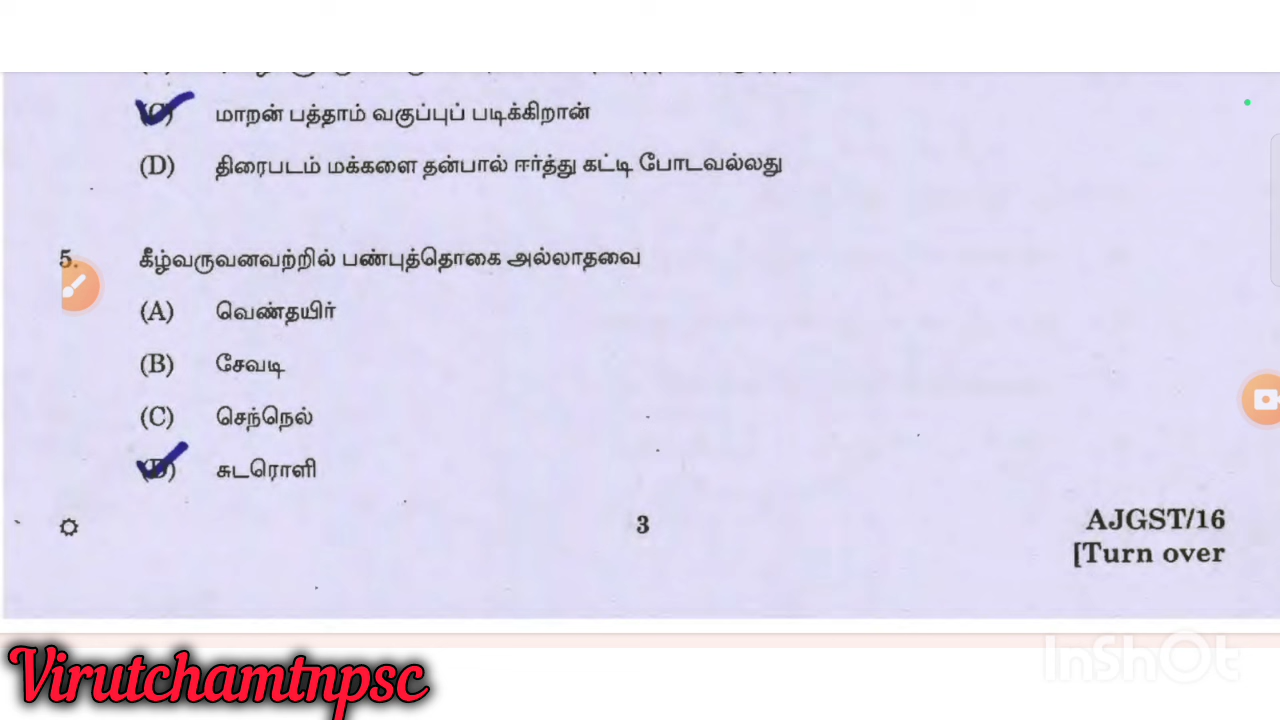 (C) மாறன் பத்தாம் வகுப்புப் படிக்கிறான்
(D) திரைபடம் மக்களை தன்பால் ஈர்த்து கட்டி போடவல்லது
5. கீழ்வருவனவற்றில் பண்புத்தொகை அல்லாதவை
(A) வெண்தயிர்
(B) சேவடி
(C) செந்நெல்
(D) சுடரொளி
3
AJGST/16
[Turn over
InShOt
Virutchamtnpsc